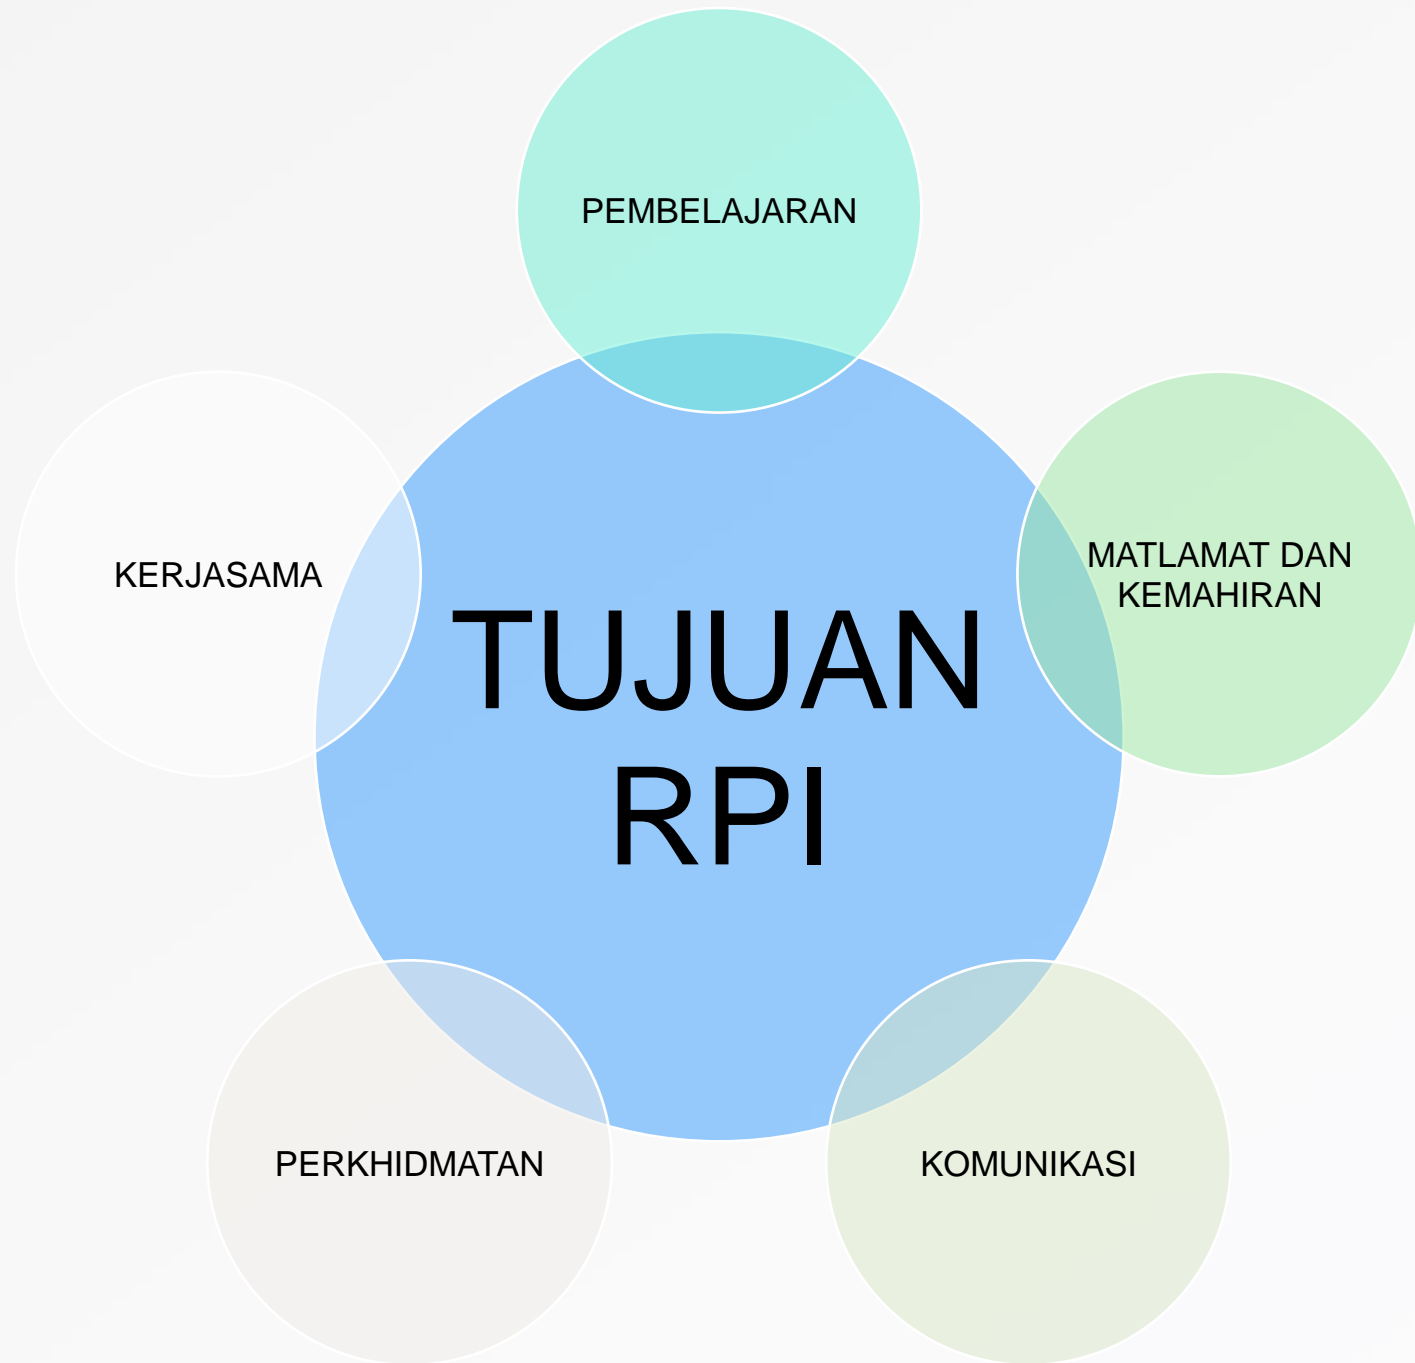 PEMBELAJARAN
MATLAMAT DAN
KEMAHIRAN
KERJASAMA
TUJUAN
RPI
PERKHIDMATAN
KOMUNIKASI